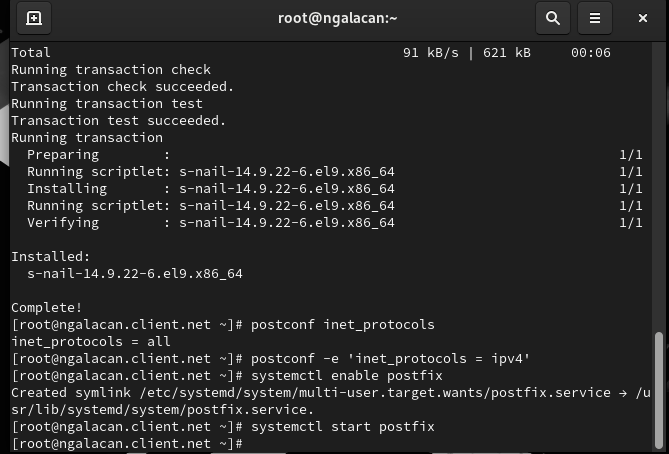 root@ngalacan:~
Total 91 kB/s | 621 kB 00:06
Running transaction check
Transaction check succeeded.
Running transaction test
Transaction test succeeded.
Running transaction
Preparing : 1/1
Running scriptlet: s-nail-14.9.22-6.el9.x86_64 1/1
Installing : s-nail-14.9.22-6.el9.x86_64 1/1
Running scriptlet: s-nail-14.9.22-6.el9.x86_64 1/1
Verifying : s-nail-14.9.22-6.el9.x86_64 1/1
Installed:
s-nail-14.9.22-6.el9.x86_64
Complete!
[root@ngalacan.client.net ~]# postconf inet_protocols
inet_protocols = all
[root@ngalacan.client.net ~]# postconf -e 'inet_protocols = ipv4'
[root@ngalacan.client.net ~]# systemctl enable postfix
Created symlink /etc/systemd/system/multi-user.target.wants/postfix.service → /u
sr/lib/systemd/system/postfix.service.
[root@ngalacan.client.net ~]# systemctl start postfix
[root@ngalacan.client.net ~]#